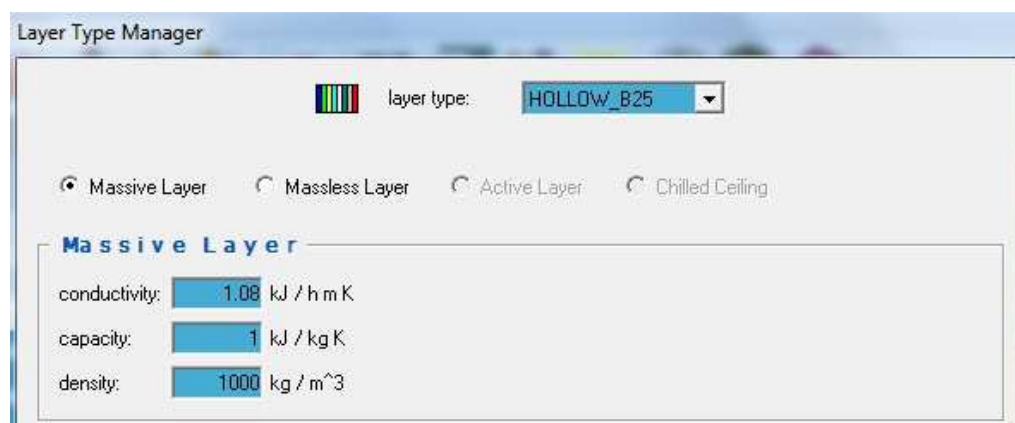 Layer Type Manager
layer type: HOLLOW_B25
Massive Layer Massless Layer Active Layer Chilled Ceiling
Massive Layer
conductivity: 1.08 kJ / h m K
capacity: 1 kJ / kg K
density: 1000 kg / m^3